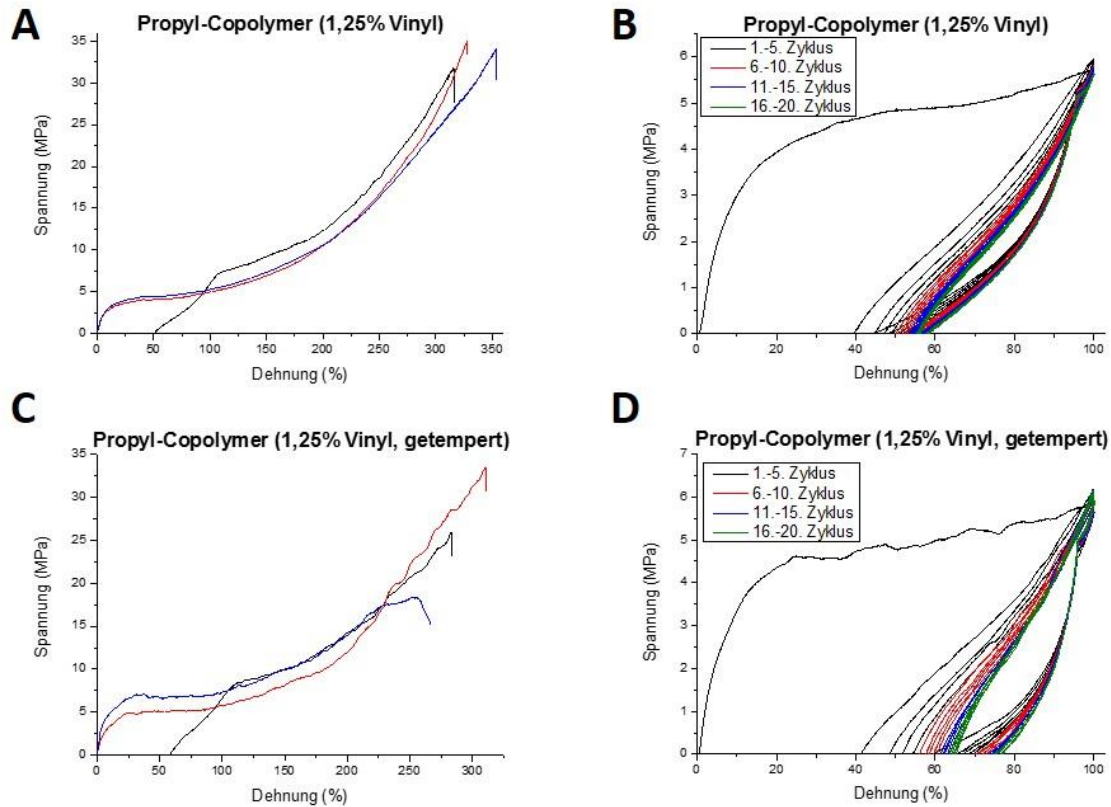 A
Propyl-Copolymer (1,25% Vinyl)
35
30
25
20
15
10
5
0
Spannung (MPa)
0 50 100 150 200 250 300 350
Dehnung (%)
B
Propyl-Copolymer (1,25% Vinyl)
1.-5. Zyklus
6.-10. Zyklus
11.-15. Zyklus
16.-20. Zyklus
6
5
4
3
2
1
0
Spannung (MPa)
0 20 40 60 80 100
Dehnung (%)
C
Propyl-Copolymer (1,25% Vinyl, getempert)
35
30
25
20
15
10
5
0
Spannung (MPa)
0 50 100 150 200 250 300
Dehnung (%)
D
Propyl-Copolymer (1,25% Vinyl, getempert)
1.-5. Zyklus
6.-10. Zyklus
11.-15. Zyklus
16.-20. Zyklus
7
6
5
4
3
2
1
0
Spannung (MPa)
0 20 40 60 80 100
Dehnung (%)